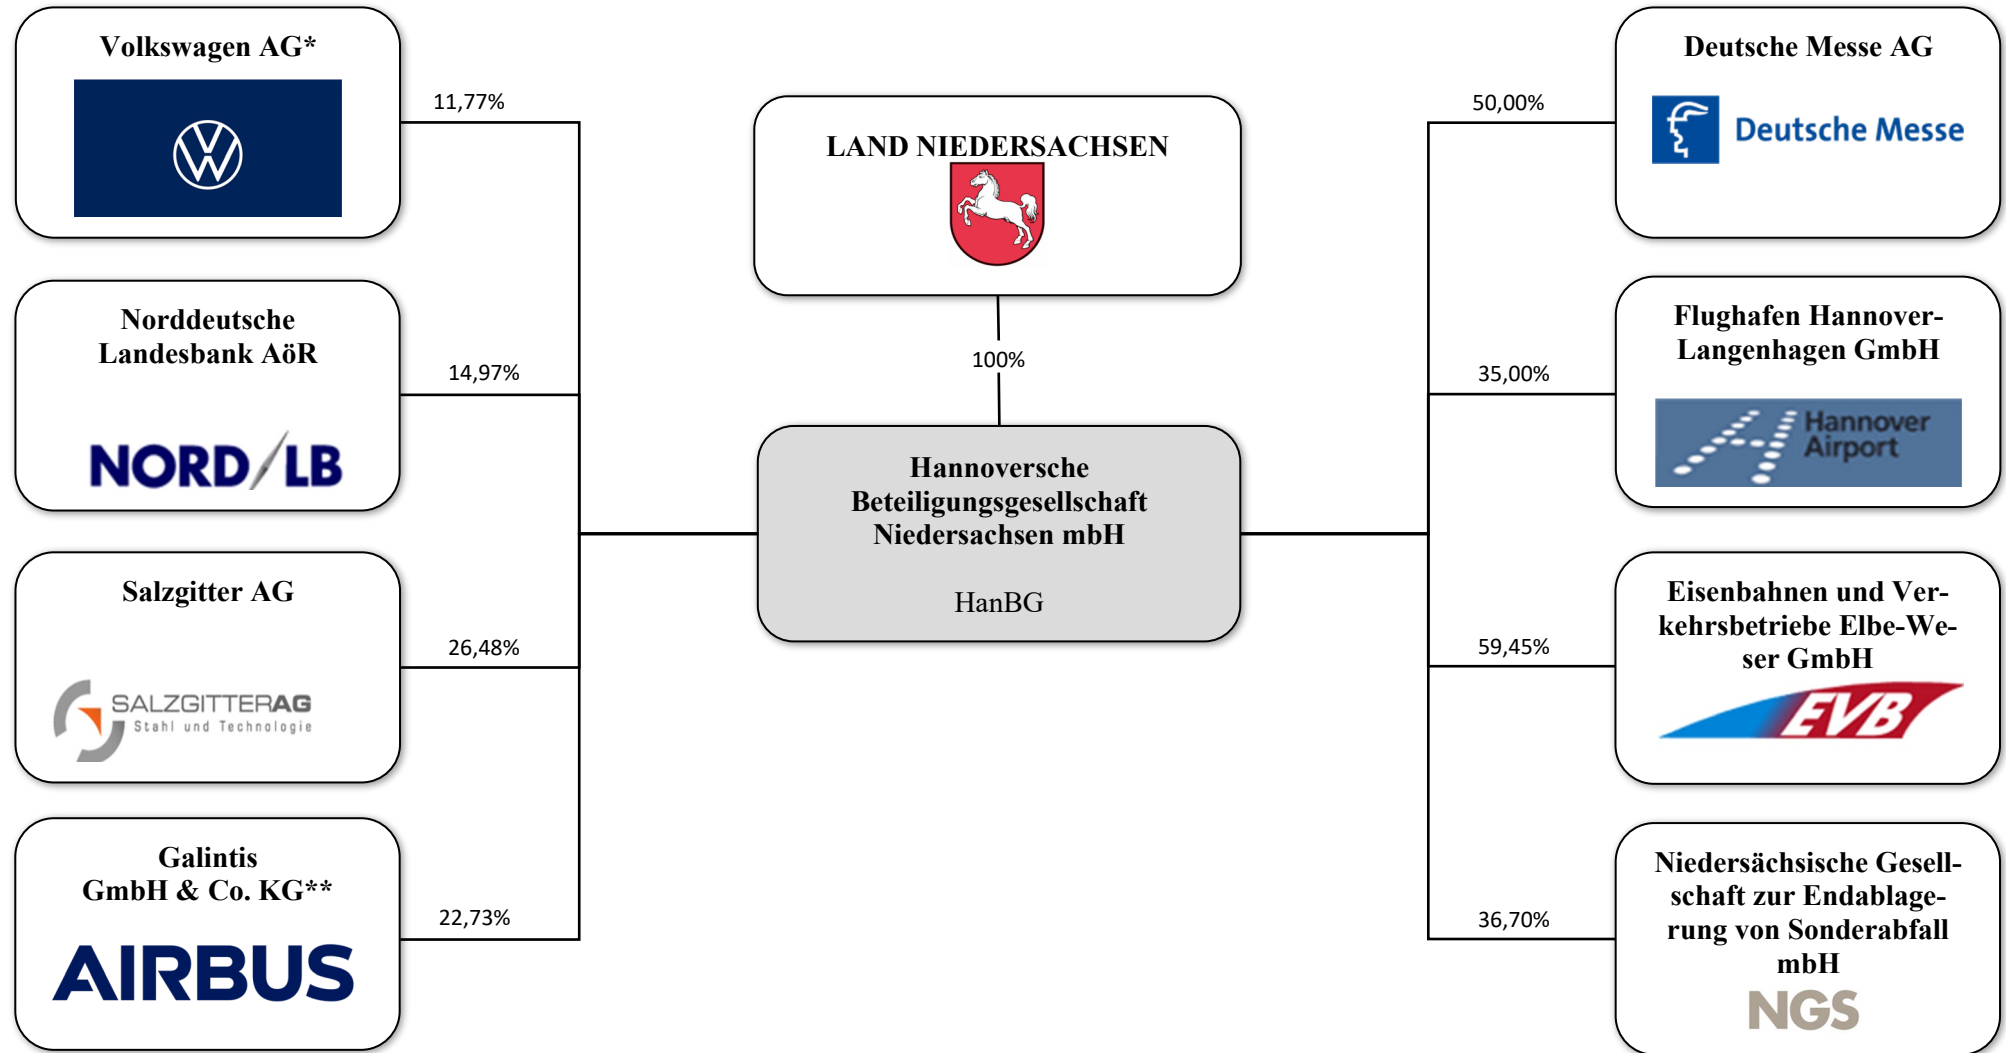 Volkswagen AG*
11,77%
Norddeutsche
Landesbank AöR
NORD/LB
14,97%
Salzgitter AG
SALZGITTERAG
Stahl und Technologie
26,48%
Galintis
GmbH & Co. KG**
AIRBUS
22,73%
LAND NIEDERSACHSEN
100%
Hannoversche
Beteiligungsgesellschaft
Niedersachsen mbH
HanBG
Deutsche Messe AG
Deutsche Messe
50,00%
Flughafen Hannover-
Langenhagen GmbH
Hannover
Airport
35,00%
Eisenbahnen und Ver-
kehrsbetriebe Elbe-We-
ser GmbH
EVB
59,45%
Niedersächsische Gesell-
schaft zur Endablage-
rung von Sonderabfall
mbH
NGS
36,70%